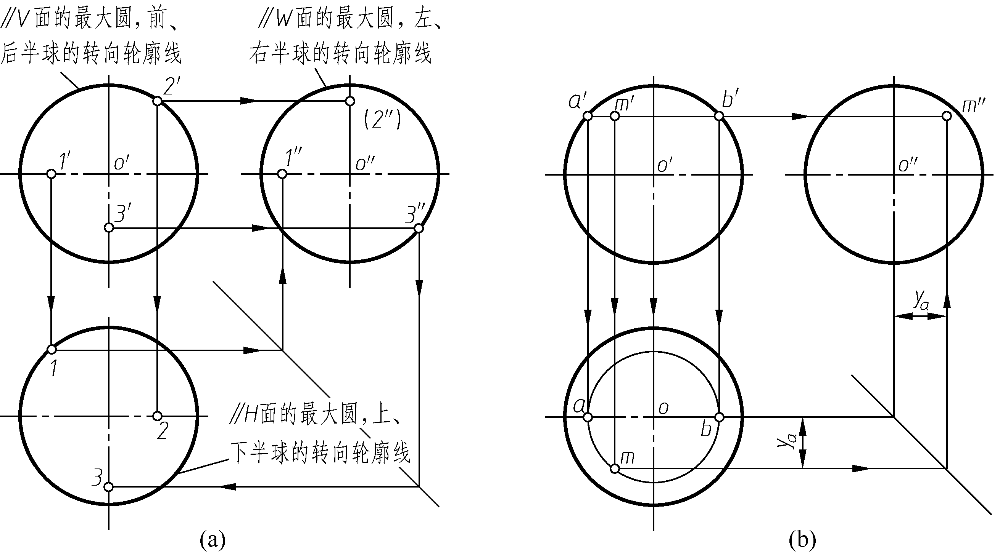 ∥V面的最大圆,前、
后半球的转向轮廓线
∥W面的最大圆,左、
右半球的转向轮廓线
2′
(2″)
1′
o′
1″
o″
3′
3″
1
2
3
∥H面的最大圆,上、
下半球的转向轮廓线
(a)
a′
m′
b′
m″
o′
o″
ya
a
o
b
ya
m
(b)